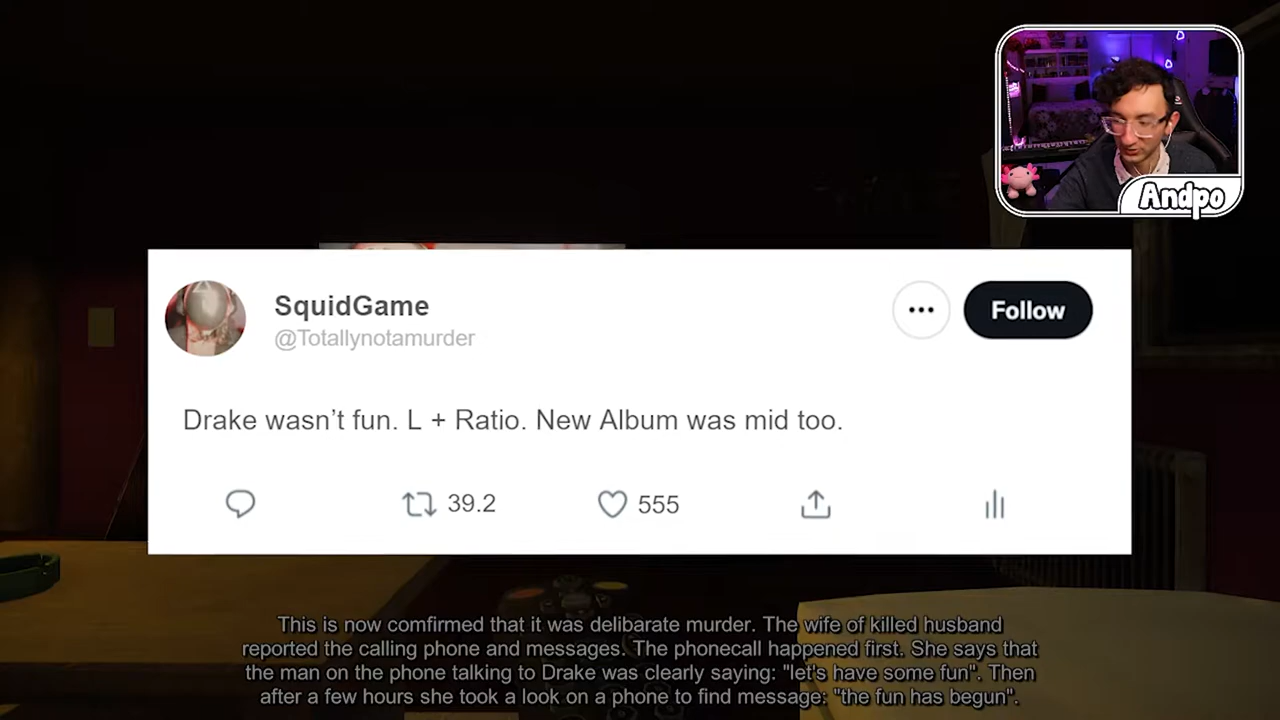 Andpo
SquidGame
@Totallynotamurder
Follow
Drake wasn't fun. L + Ratio. New Album was mid too.
39.2
555
This is now comfirmed that it was delibarate murder. The wife of killed husband
reported the calling phone and messages. The phonecall happened first. She says that
the man on the phone talking to Drake was clearly saying: "let's have some fun". Then
after a few hours she took a look on a phone to find message: "the fun has begun".